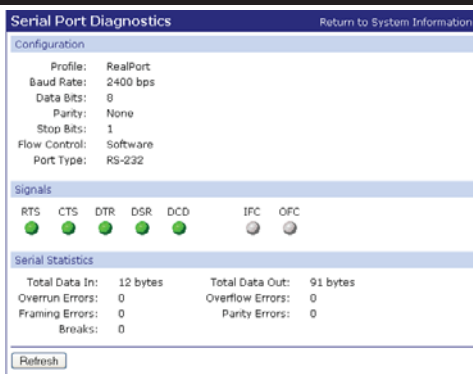 Serial Port Diagnostics Return to System Information
Configuration
Profile: RealPort
Baud Rate: 2400 bps
Data Bits: 8
Parity: None
Stop Bits: 1
Flow Control: Software
Port Type: RS-232
Signals
RTS CTS DTR DSR DCD IFC OFC
Serial Statistics
Total Data In: 12 bytes Total Data Out: 91 bytes
Overrun Errors: 0 Overflow Errors: 0
Framing Errors: 0 Parity Errors: 0
Breaks: 0
Refresh